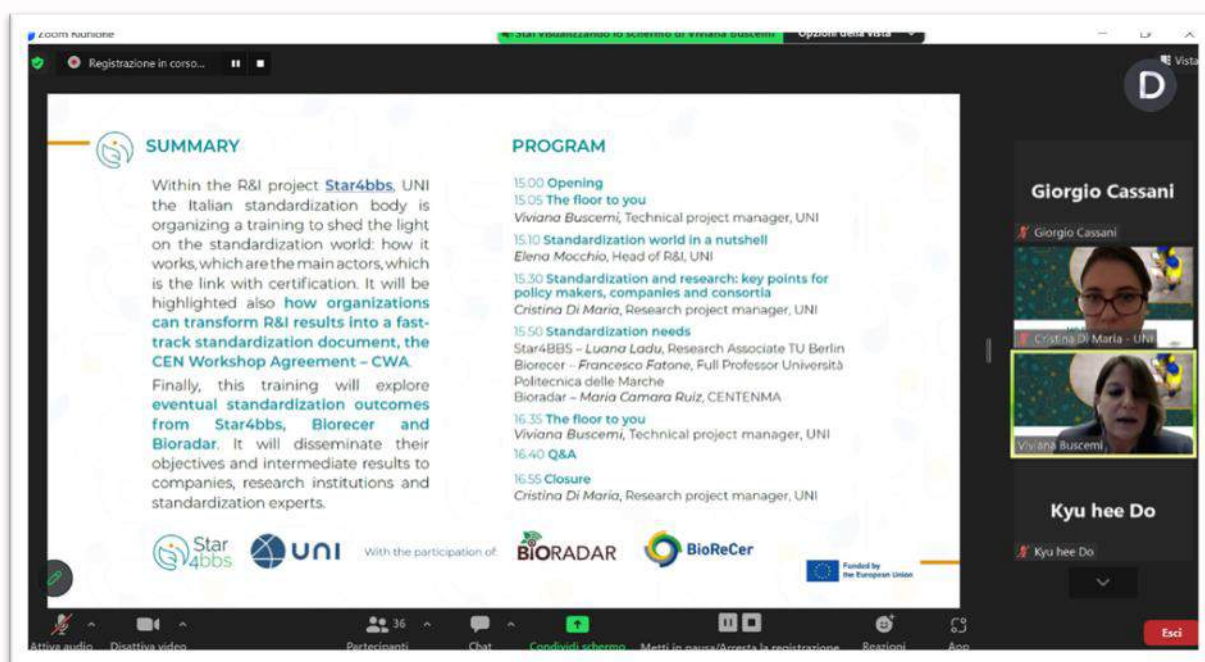 Zoom Riunione
Stai visualizzando lo schermo di Viviana Buscemi
Opzioni della vista
Registrazione in corso...
Vista
D
SUMMARY
Within the R&I project Star4bbs, UNI
the Italian standardization body is
organizing a training to shed the light
on the standardization world: how it
works, which are the main actors, which
is the link with certification. It will be
highlighted also how organizations
can transform R&I results into a fast-
track standardization document, the
CEN Workshop Agreement – CWA.
Finally, this training will explore
eventual standardization outcomes
from Star4bbs, Biorecer and
Bioradar. It will disseminate their
objectives and intermediate results to
companies, research institutions and
standardization experts.
PROGRAM
15.00 Opening
15.05 The floor to you
Viviana Buscemi, Technical project manager, UNI
15.10 Standardization world in a nutshell
Elena Mocchio, Head of R&I, UNI
15.30 Standardization and research: key points for
policy makers, companies and consortia
Cristina Di Maria, Research project manager, UNI
15.50 Standardization needs
Star4BBS – Luana Ladu, Research Associate TU Berlin
Biorecer – Francesco Fatone, Full Professor Università
Politecnica delle Marche
Bioradar – Maria Camara Ruiz, CENTENMA
16.35 The floor to you
Viviana Buscemi, Technical project manager, UNI
16.40 Q&A
16.55 Closure
Cristina Di Maria, Research project manager, UNI
Star
4bbs
UNI
With the participation of:
BIORADAR
BioReCer
Funded by
the European Union
Giorgio Cassani
Giorgio Cassani
Cristina Di Maria - UNI
Viviana Buscemi
Kyu hee Do
Kyu hee Do
Attiva audio
Disattiva video
36
Partecipanti
Chat
Condividi schermo
Metti in pausa/Arresta la registrazione
Reazioni
App
Esci